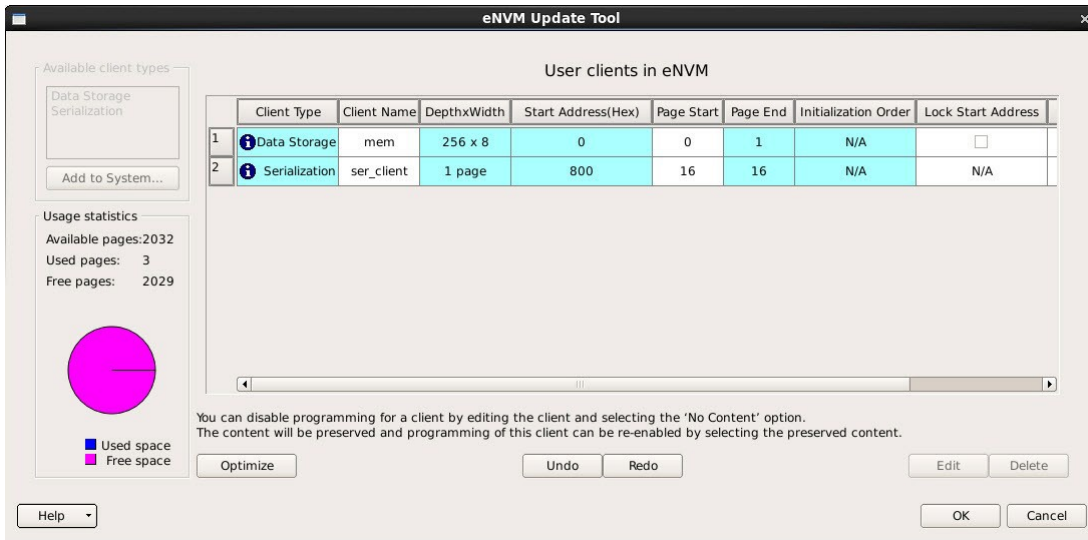 eNVM Update Tool
Available client types
Data Storage
Serialization
Add to System...
Usage statistics
Available pages:2032
Used pages: 3
Free pages: 2029
Used space
Free space
User clients in eNVM
Client Type Client Name DepthxWidth Start Address(Hex) Page Start Page End Initialization Order Lock Start Address
1 Data Storage mem 256 x 8 0 0 1 N/A
2 Serialization ser_client 1 page 800 16 16 N/A N/A
You can disable programming for a client by editing the client and selecting the 'No Content' option.
The content will be preserved and programming of this client can be re-enabled by selecting the preserved content.
Optimize Undo Redo Edit Delete
Help OK Cancel